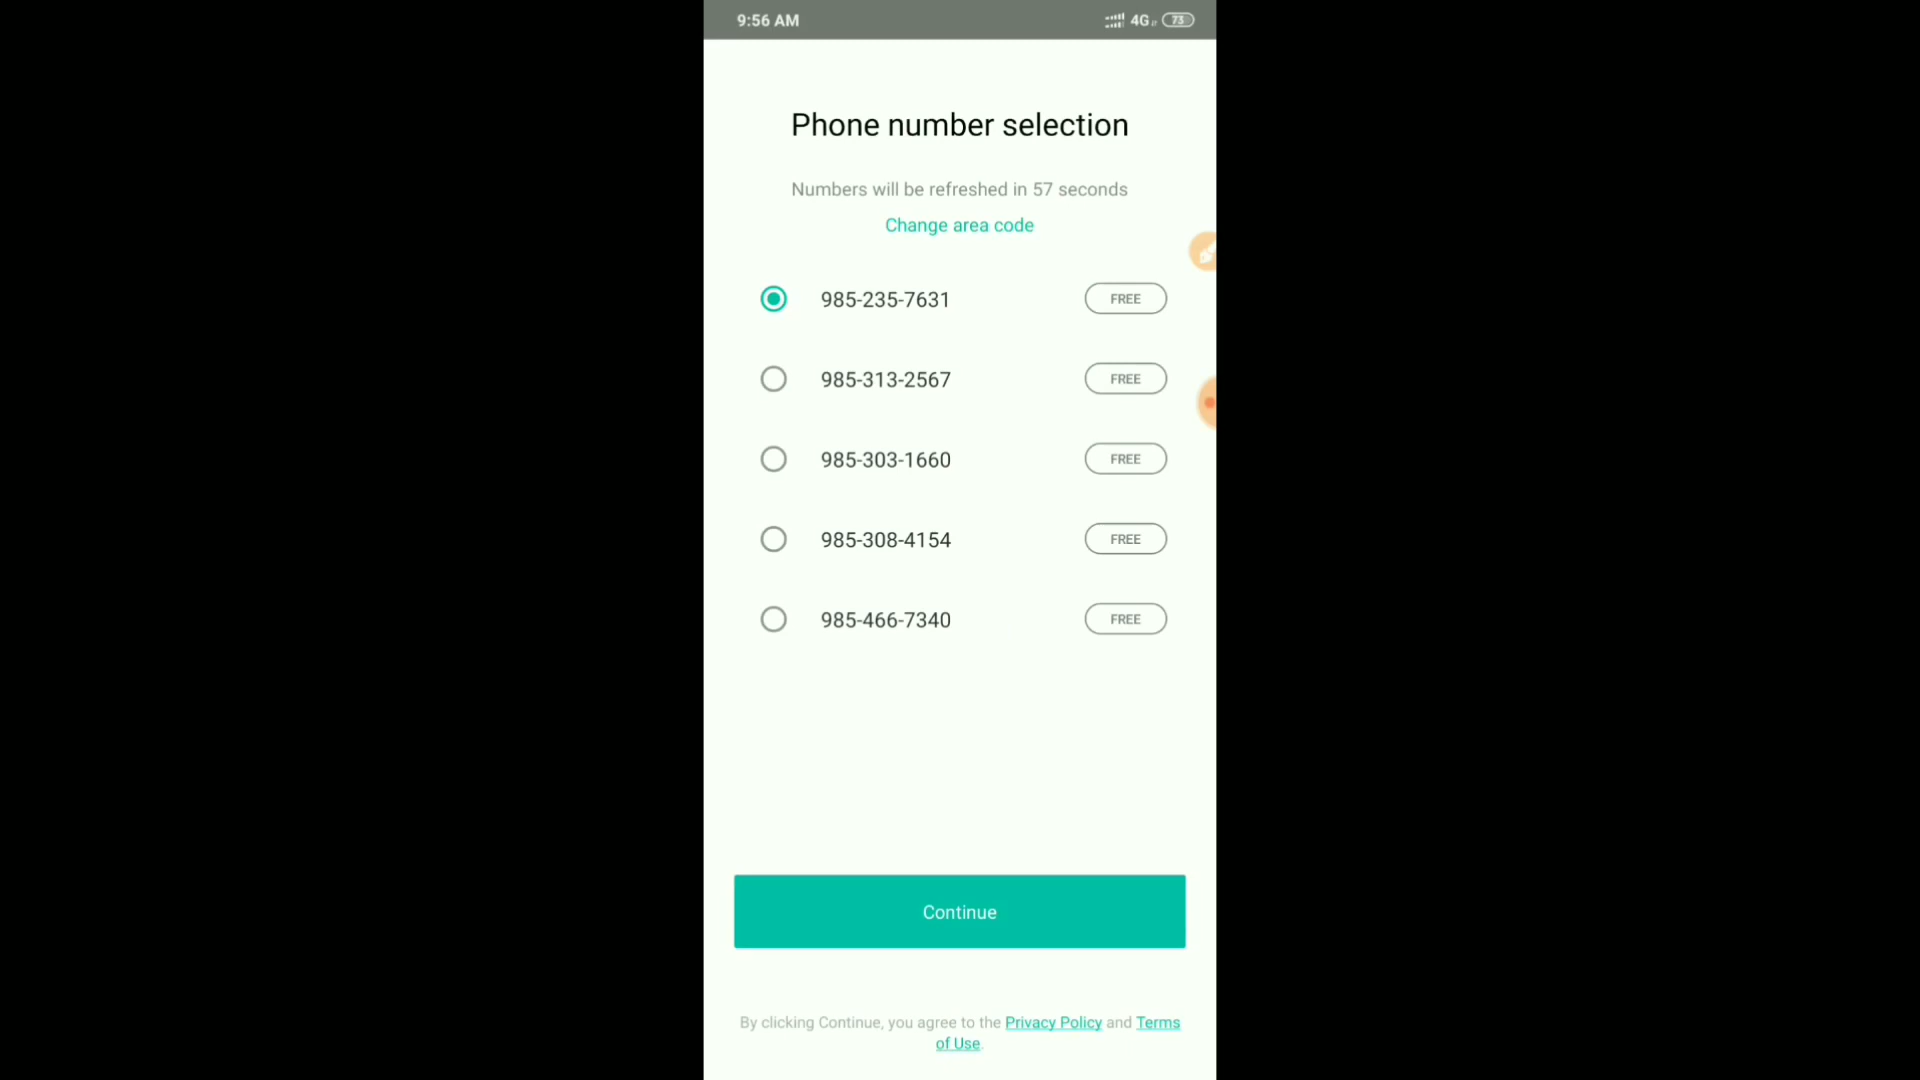 9:56 AM
4G 73
Phone number selection
Numbers will be refreshed in 57 seconds
Change area code
985-235-7631 FREE
985-313-2567 FREE
985-303-1660 FREE
985-308-4154 FREE
985-466-7340 FREE
Continue
By clicking Continue, you agree to the Privacy Policy and Terms
of Use.